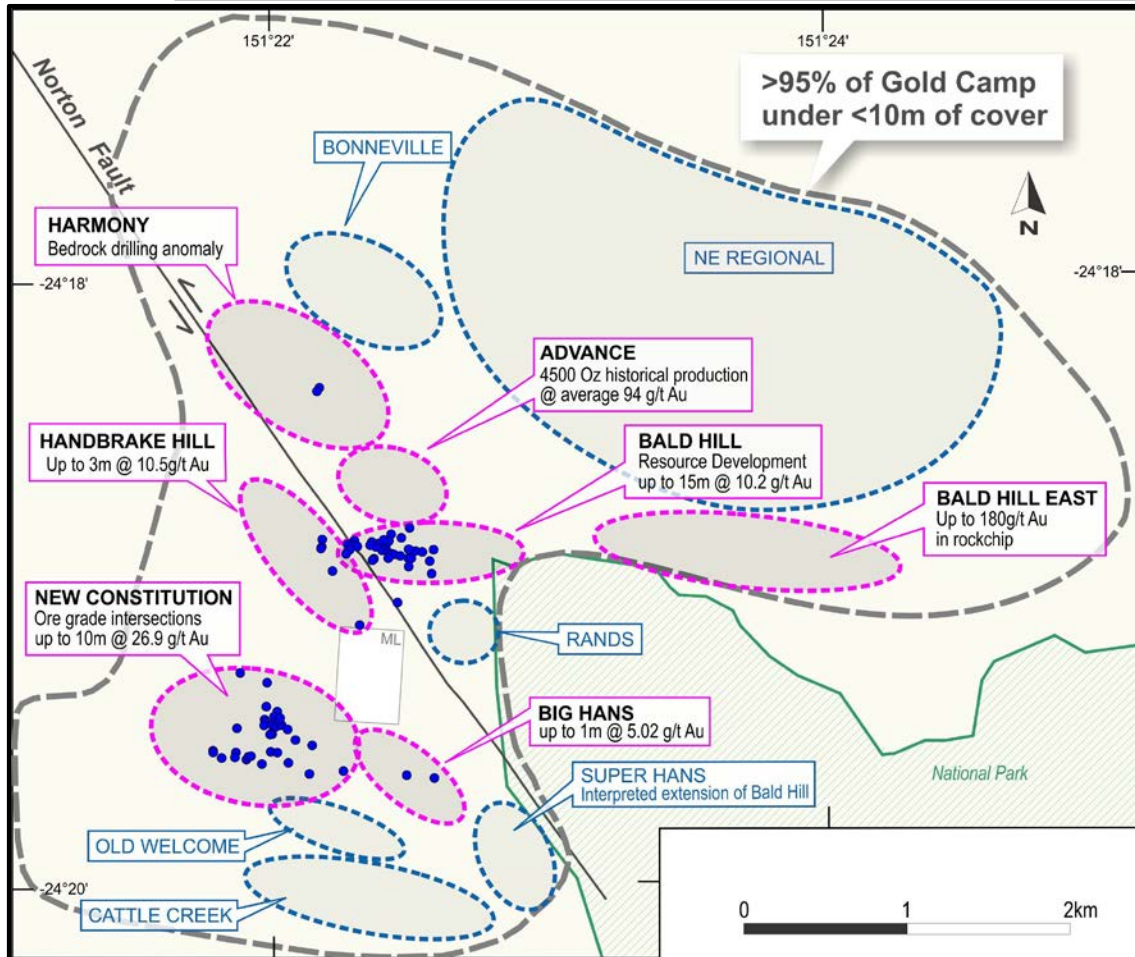 151°22'
151°24'
Norton Fault
>95% of Gold Camp
under <10m of cover
BONNEVILLE
N
HARMONY
Bedrock drilling anomaly
NE REGIONAL
-24°18'
-24°18'
ADVANCE
4500 Oz historical production
@ average 94 g/t Au
HANDBRAKE HILL
Up to 3m @ 10.5g/t Au
BALD HILL
Resource Development
up to 15m @ 10.2 g/t Au
BALD HILL EAST
Up to 180g/t Au
in rockchip
NEW CONSTITUTION
Ore grade intersections
up to 10m @ 26.9 g/t Au
ML
RANDS
BIG HANS
up to 1m @ 5.02 g/t Au
SUPER HANS
Interpreted extension of Bald Hill
National Park
OLD WELCOME
-24°20'
CATTLE CREEK
0 1 2km